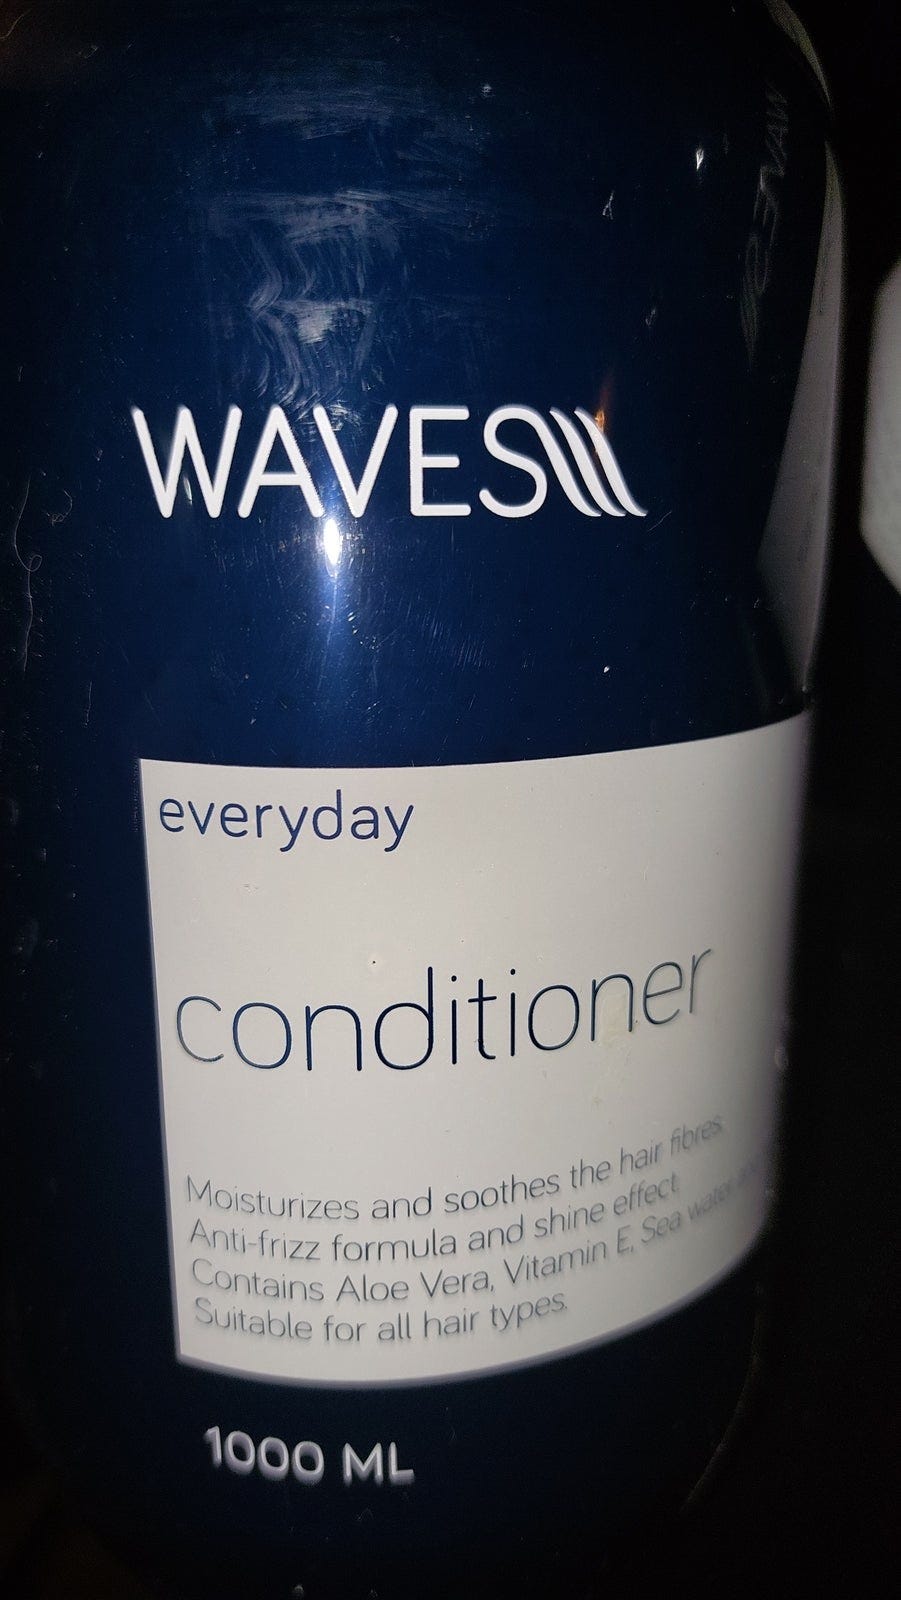 WAVES
everyday
conditioner
Moisturizes and soothes the hair fibres.
Anti-frizz formula and shine effect.
Contains Aloe Vera, Vitamin E, Sea water
Suitable for all hair types.
1000 ML